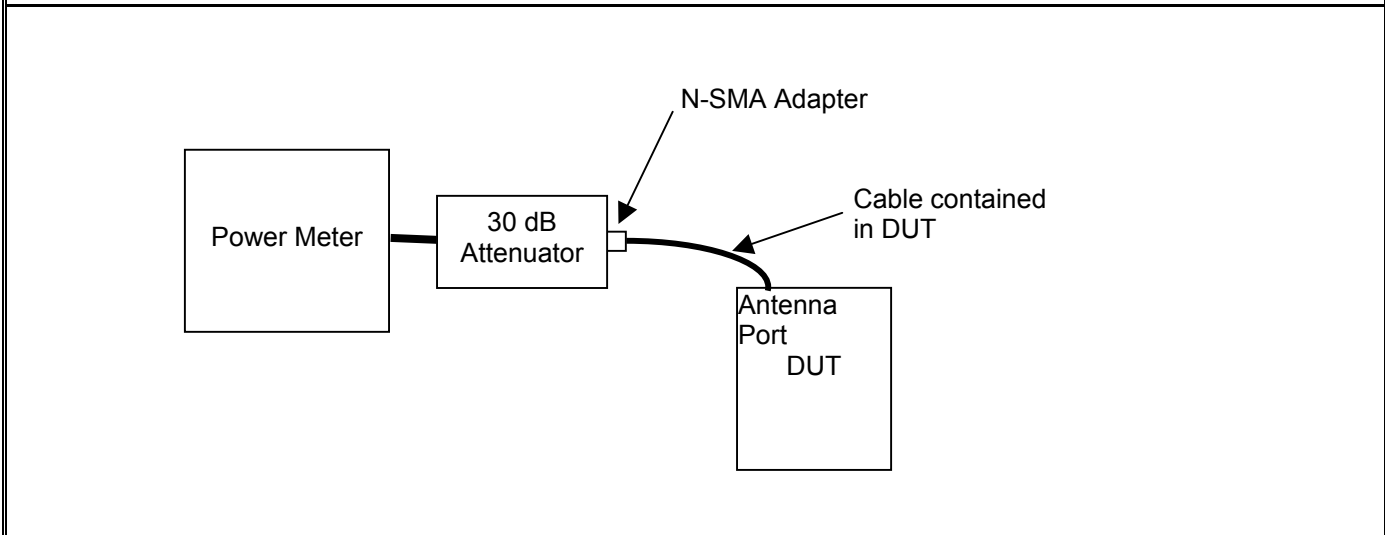 N-SMA Adapter
Power Meter
30 dB
Attenuator
Cable contained
in DUT
Antenna
Port
DUT